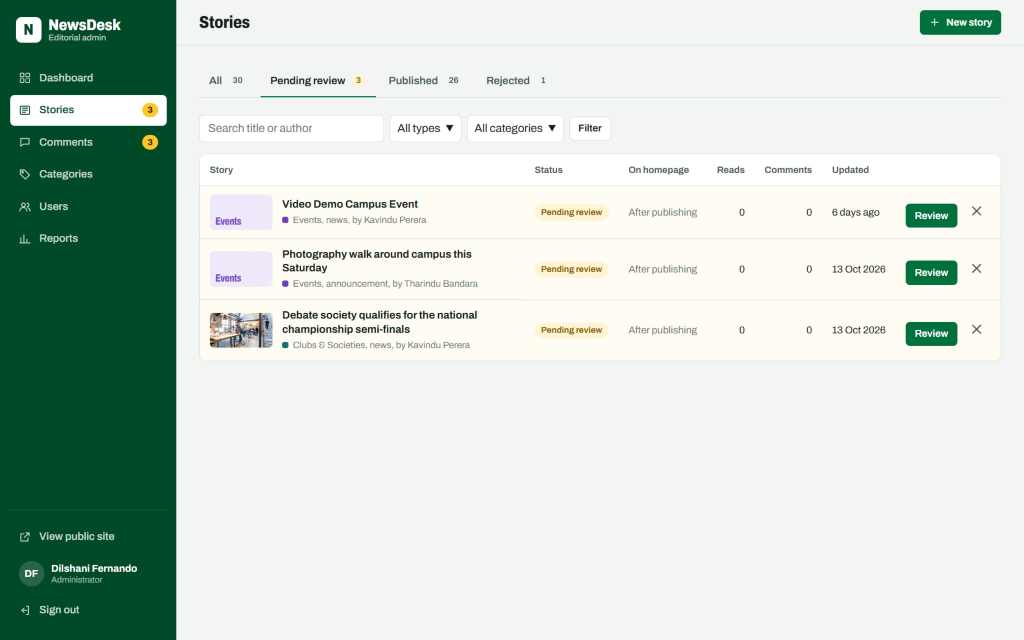 N
NewsDesk
Editorial admin
Dashboard
Stories 3
Comments 3
Categories
Users
Reports
View public site
DF
Dilshani Fernando
Administrator
Sign out
Stories
+ New story
All 30 Pending review 3 Published 26 Rejected 1
Search title or author All types ▼ All categories ▼ Filter
Story Status On homepage Reads Comments Updated
Events
Video Demo Campus Event
Events, news, by Kavindu Perera
Pending review After publishing 0 0 6 days ago Review
Events
Photography walk around campus this
Saturday
Events, announcement, by Tharindu Bandara
Pending review After publishing 0 0 13 Oct 2026 Review
Debate society qualifies for the national
championship semi-finals
Clubs & Societies, news, by Kavindu Perera
Pending review After publishing 0 0 13 Oct 2026 Review